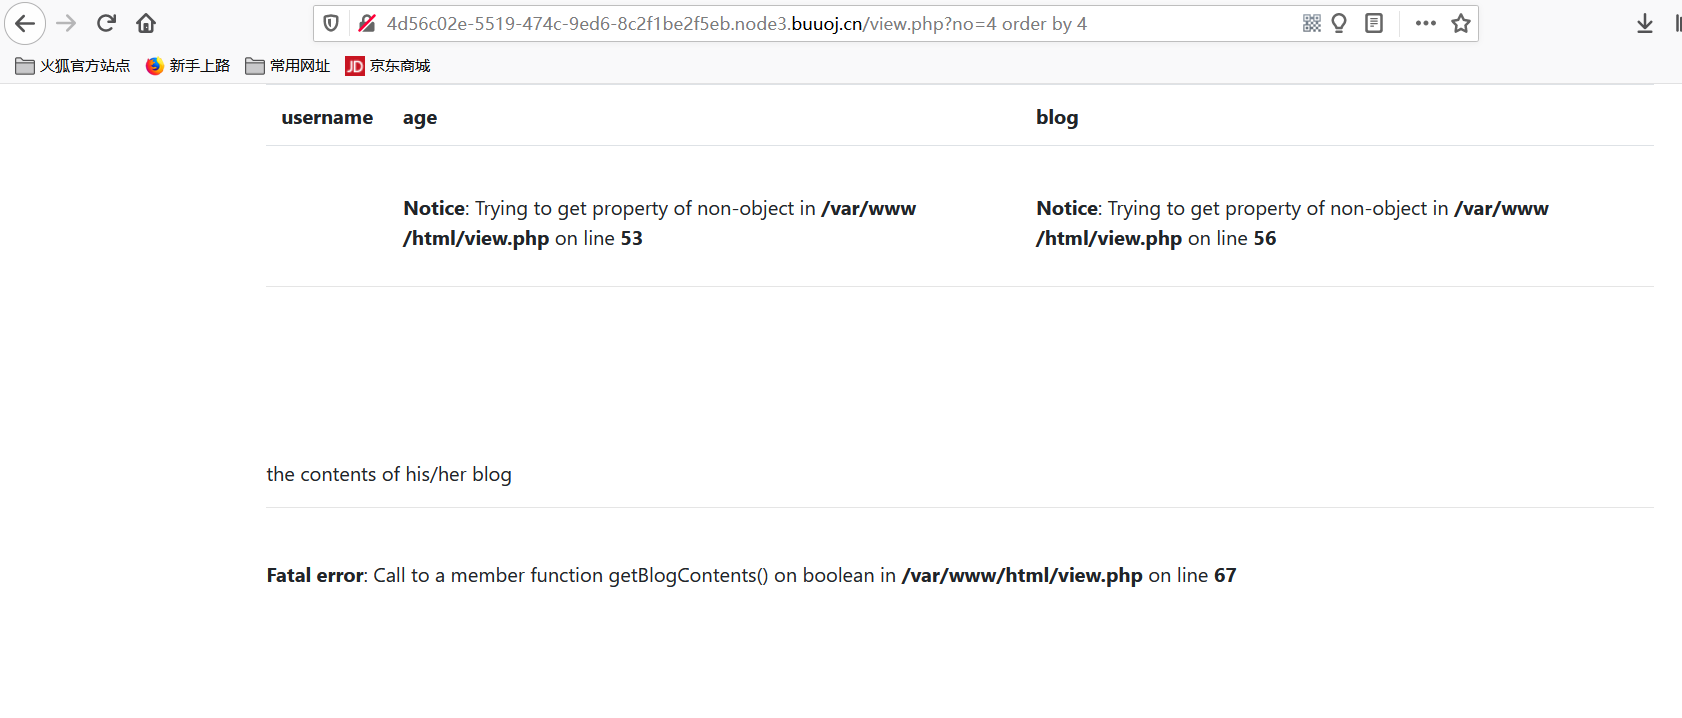 4d56c02e-5519-474c-9ed6-8c2f1be2f5eb.node3.buuoj.cn/view.php?no=4 order by 4
火狐官方站点 新手上路 常用网址 JD 京东商城
username age blog
Notice: Trying to get property of non-object in /var/www
/html/view.php on line 53
Notice: Trying to get property of non-object in /var/www
/html/view.php on line 56
the contents of his/her blog
Fatal error: Call to a member function getBlogContents() on boolean in /var/www/html/view.php on line 67